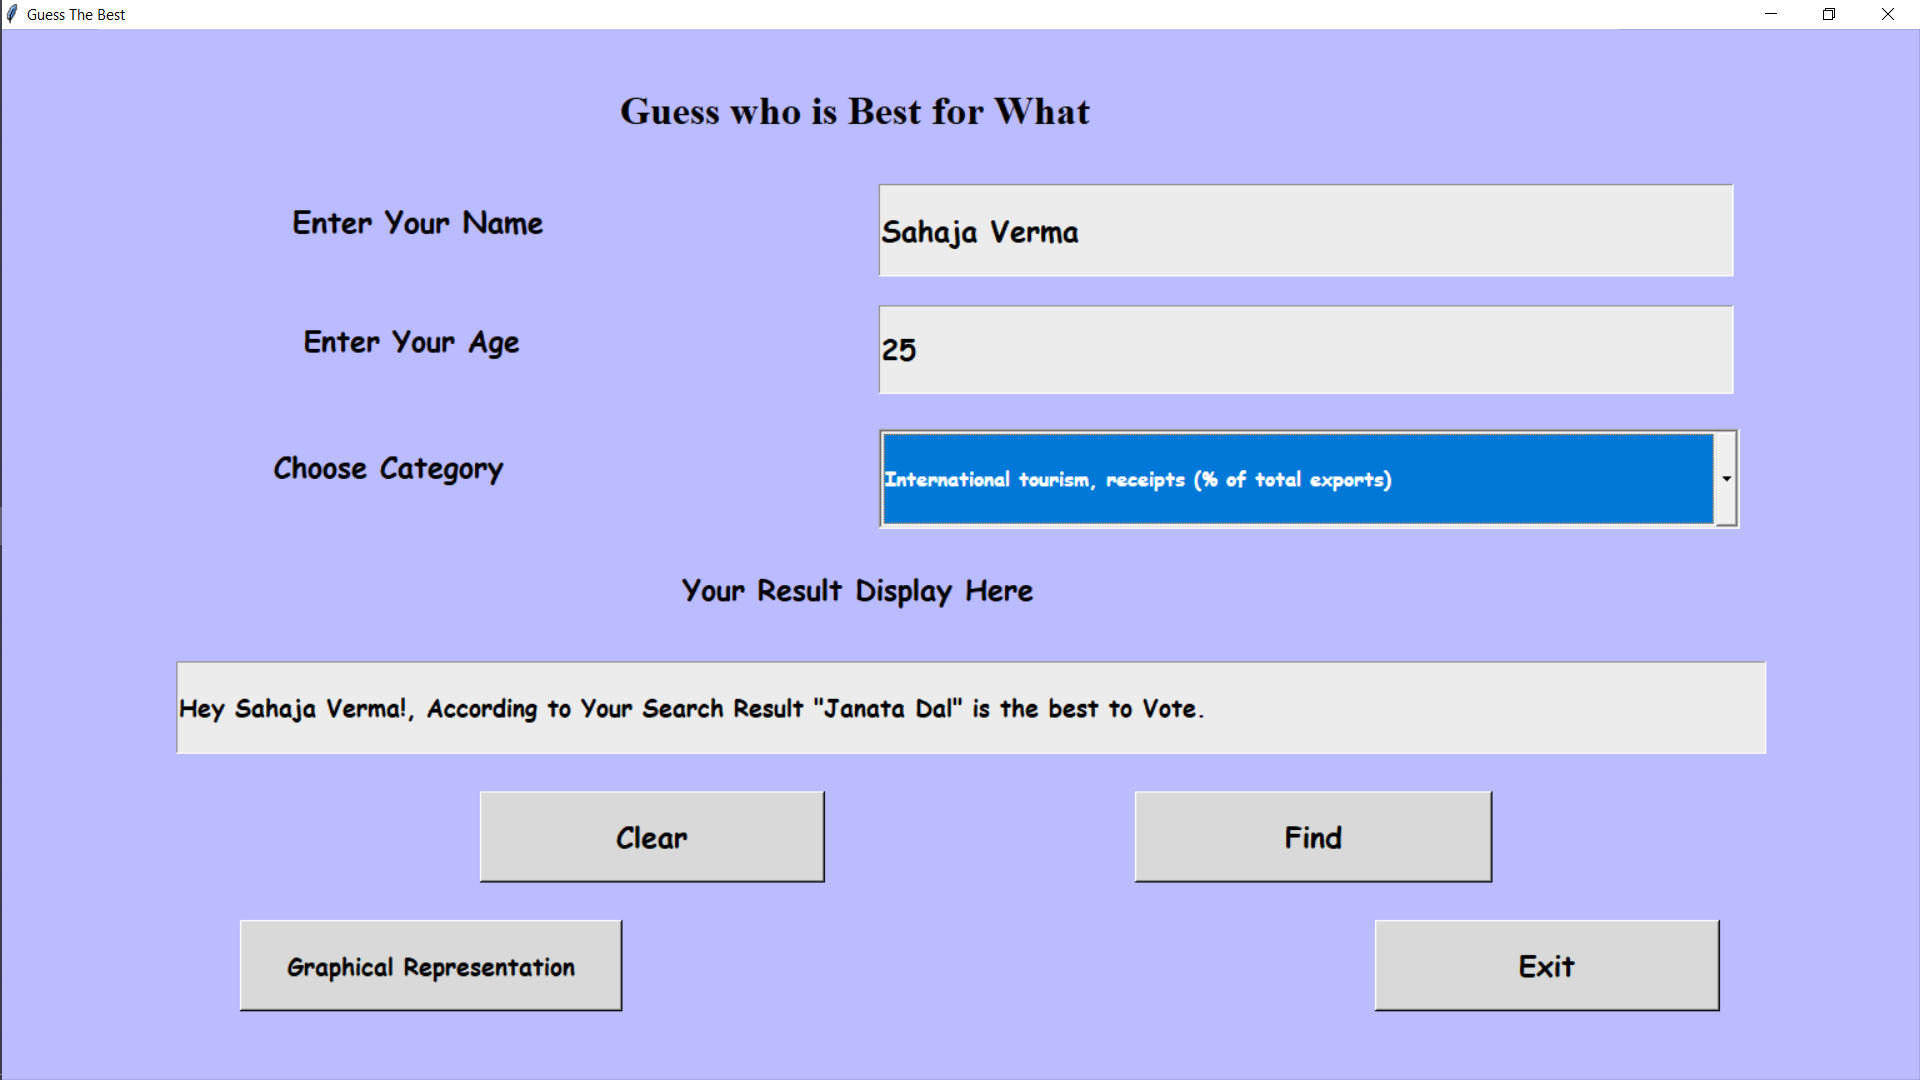 Guess The Best
Guess who is Best for What
Enter Your Name
Sahaja Verma
Enter Your Age
25
Choose Category
International tourism, receipts (% of total exports)
Your Result Display Here
Hey Sahaja Verma!, According to Your Search Result "Janata Dal" is the best to Vote.
Clear
Find
Graphical Representation
Exit